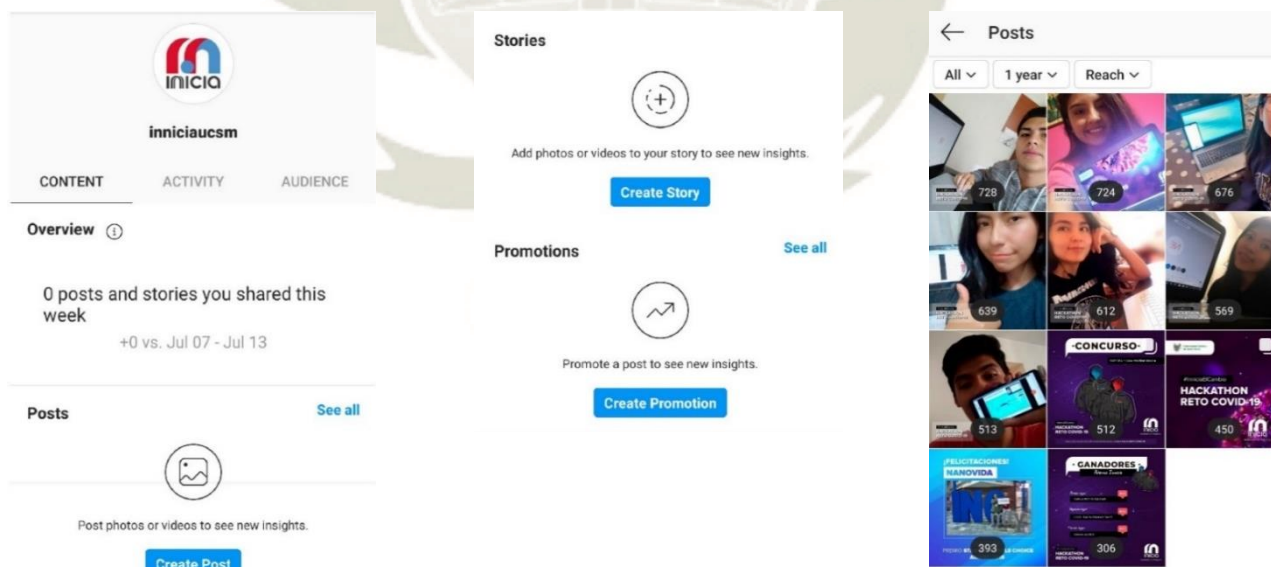 INICIA
inniciaucsm
CONTENT ACTIVITY AUDIENCE
Overview
0 posts and stories you shared this
week
+0 vs. Jul 07 - Jul 13
Posts See all
Post photos or videos to see new insights.
Create Post
Stories
Add photos or videos to your story to see new insights.
Create Story
Promotions See all
Promote a post to see new insights.
Create Promotion
Posts
All 1 year Reach
728 724 676
639 612 569
-CONCURSO-
HACKATHON
RETO COVID-19
513 512 450
¡FELICITACIONES!
NANOVIDA
- GANADORES -
393 306
HACKATHON
RETO COVID-19